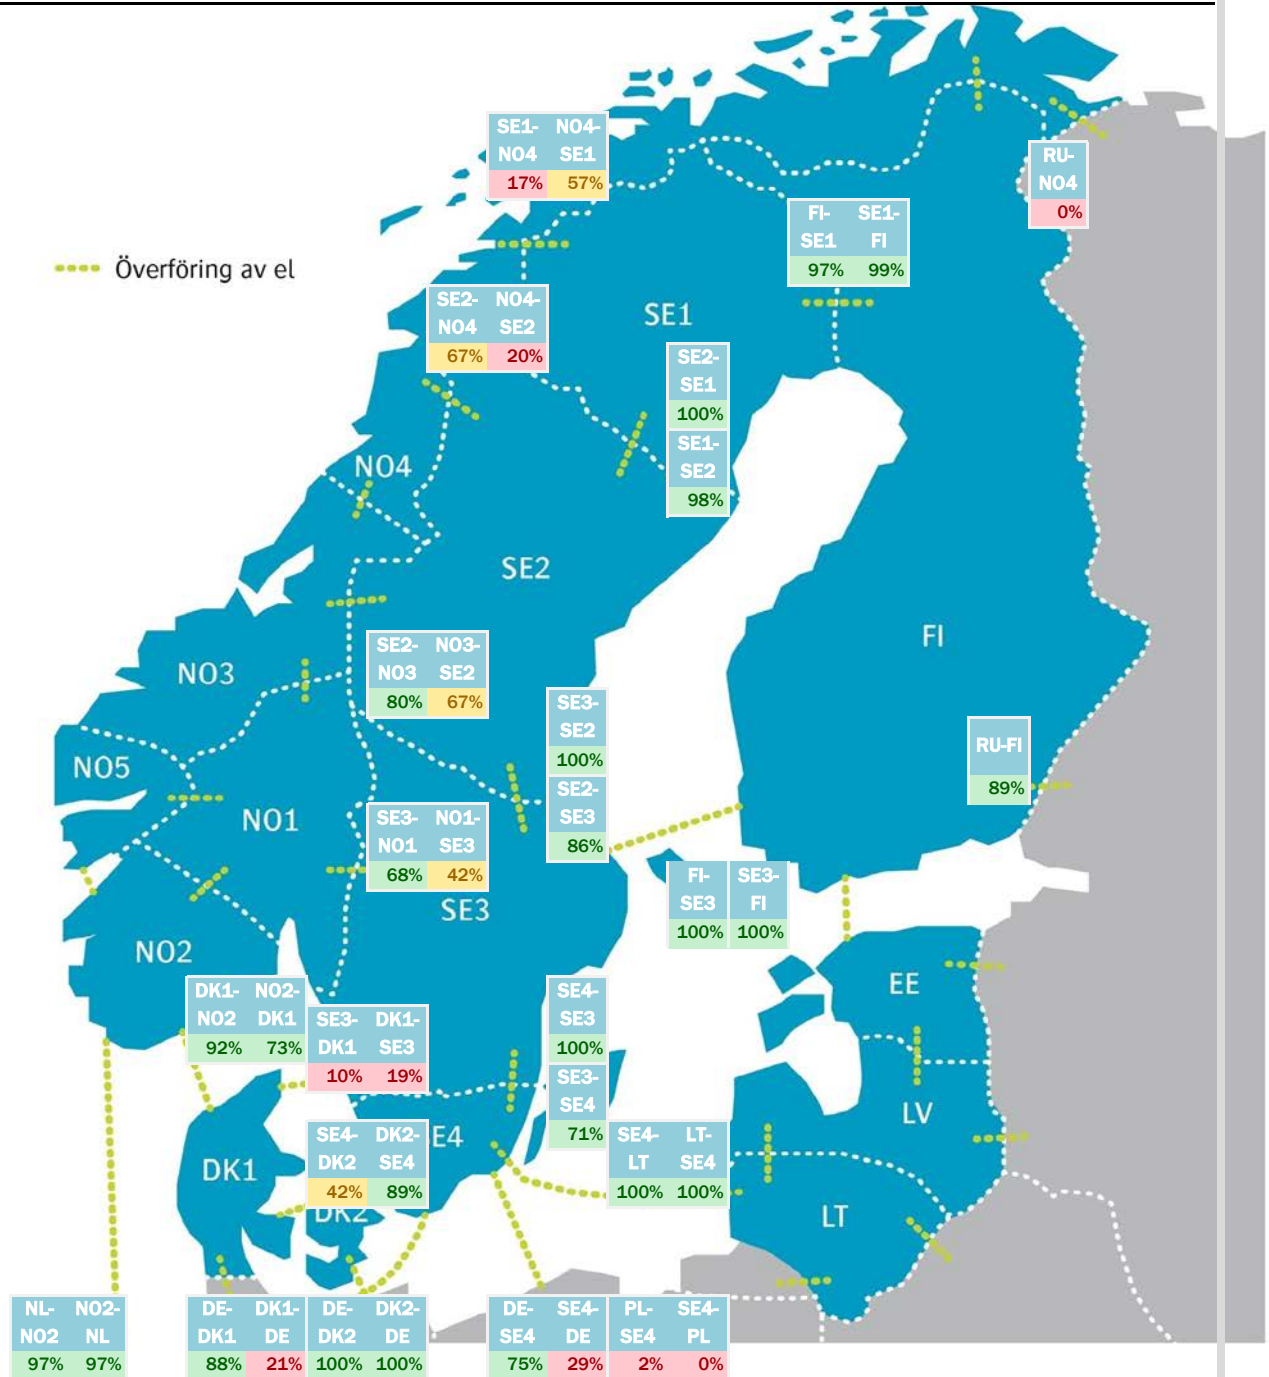 SE1- NO4-
NO4 SE1
17% 57%
RU-
NO4
0%
FI- SE1-
SE1 FI
97% 99%
Överföring av el
SE2- NO4-
NO4 SE2
67% 20%
SE1
SE2-
SE1
100%
SE1-
SE2
98%
NO4
SE2
FI
SE2- NO3-
NO3 SE2
80% 67%
NO3
SE3-
SE2
100%
SE2-
SE3
86%
RU-FI
89%
NO5
NO1
SE3- NO1-
NO1 SE3
68% 42%
SE3
FI- SE3-
SE3 FI
100% 100%
NO2
EE
DK1- NO2-
NO2 DK1
92% 73%
SE3- DK1-
DK1 SE3
10% 19%
SE4-
SE3
100%
SE3-
SE4
71%
LV
E4
SE4- DK2-
DK2 SE4
42% 89%
SE4- LT-
LT SE4
100% 100%
DK1
DK2
LT
NL- NO2-
NO2 NL
97% 97%
DE- DK1-
DK1 DE
88% 21%
DE- DK2-
DK2 DE
100% 100%
DE- SE4-
SE4 DE
75% 29%
PL- SE4-
SE4 PL
2% 0%